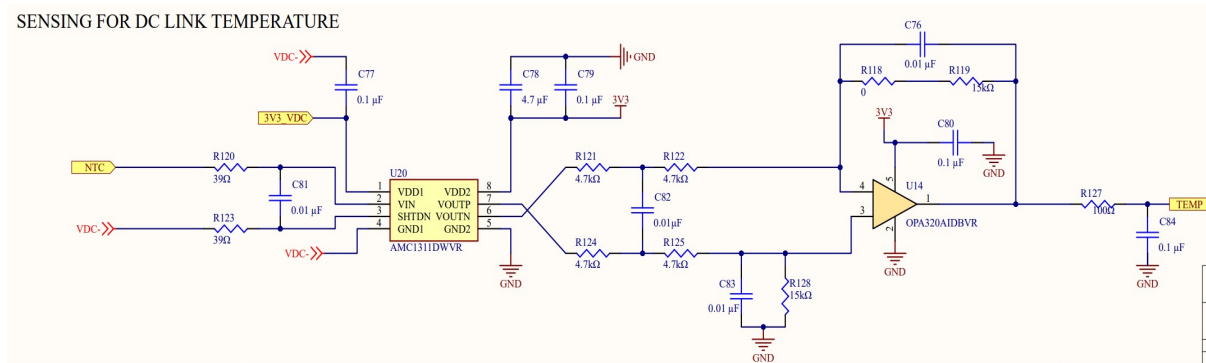 SENSING FOR DC LINK TEMPERATURE
VDC-
C77
0.1 µF
3V3_VDC
NTC
R120
39Ω
C81
0.01 µF
VDC-
R123
39Ω
VDC-
U20
1 VDD1 VDD2 8
2 VIN VOUTP 7
3 SHTDN VOUTN 6
4 GND1 GND2 5
AMC1311DWVR
GND
C78
4.7 µF
C79
0.1 µF
GND
3V3
R121
4.7kΩ
R122
4.7kΩ
C82
0.01µF
R124
4.7kΩ
R125
4.7kΩ
C83
0.01 µF
R128
15kΩ
GND
C76
0.01 µF
R118
0
R119
15kΩ
3V3
C80
0.1 µF
GND
U14
4
3
5
2
1
OPA320AIDBVR
GND
R127
100Ω
TEMP
C84
0.1 µF
GND